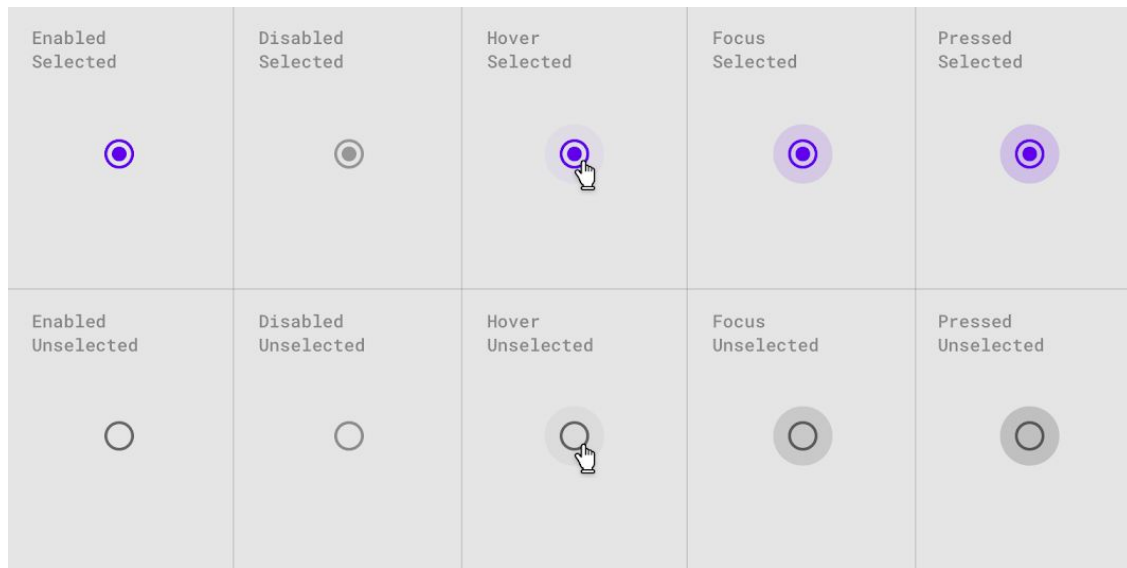 Enabled
Selected
Disabled
Selected
Hover
Selected
Focus
Selected
Pressed
Selected
Enabled
Unselected
Disabled
Unselected
Hover
Unselected
Focus
Unselected
Pressed
Unselected